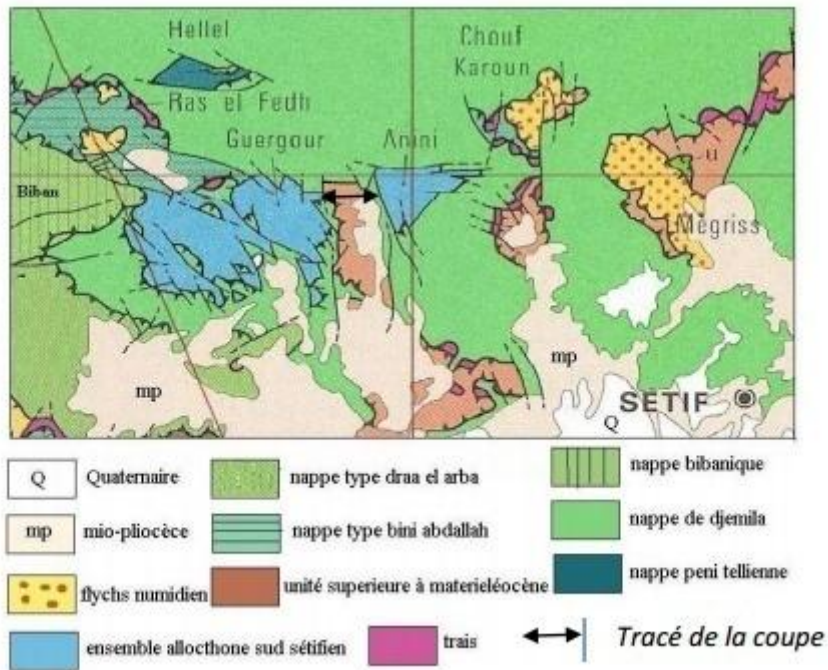 Hellel
Chouf
Karoun
Ras el Fedh
Guergour
Anini
Biban
u
Mégriss
mp
mp
SETIF
Q
Q
Quaternaire
nappe type draa el arba
nappe bibanique
mp
mio-pliocèce
nappe type bini abdallah
nappe de djemila
flychs numidien
unité superieure à materieléocène
nappe peni tellienne
ensemble allocthone sud sétifien
trais
Tracé de la coupe